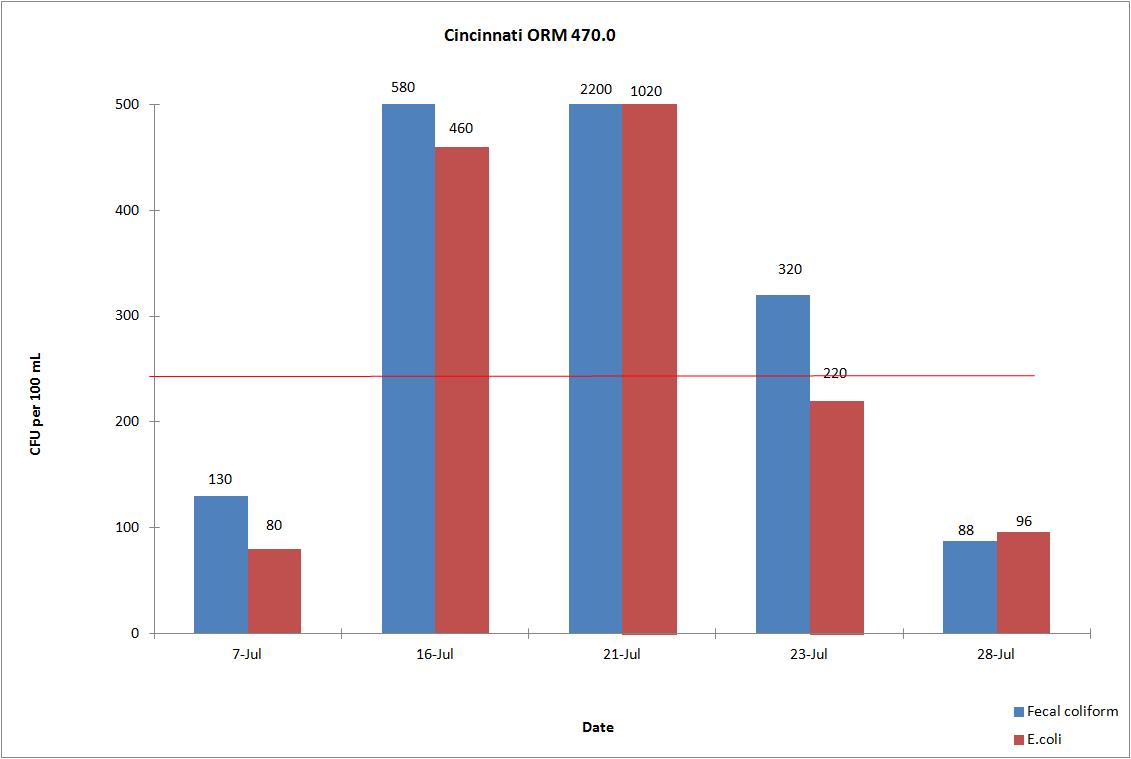 Cincinnati ORM 470.0
580
2200
1020
500
460
400
320
300
220
CFU per 100 mL
200
130
80
100
88
96
0
7-Jul
16-Jul
21-Jul
23-Jul
28-Jul
Date
Fecal coliform
E.coli